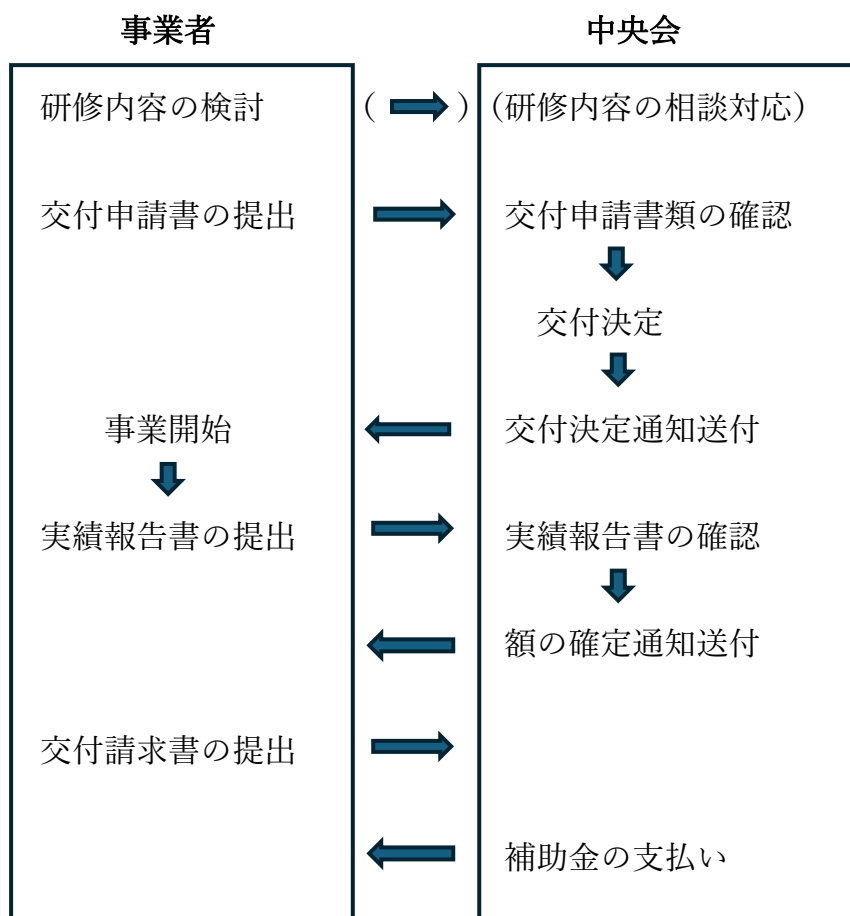 事業者 中央会
研修内容の検討 ( ) (研修内容の相談対応)
交付申請書の提出 交付申請書類の確認
交付決定
事業開始 交付決定通知送付
実績報告書の提出 実績報告書の確認
額の確定通知送付
交付請求書の提出
補助金の支払い